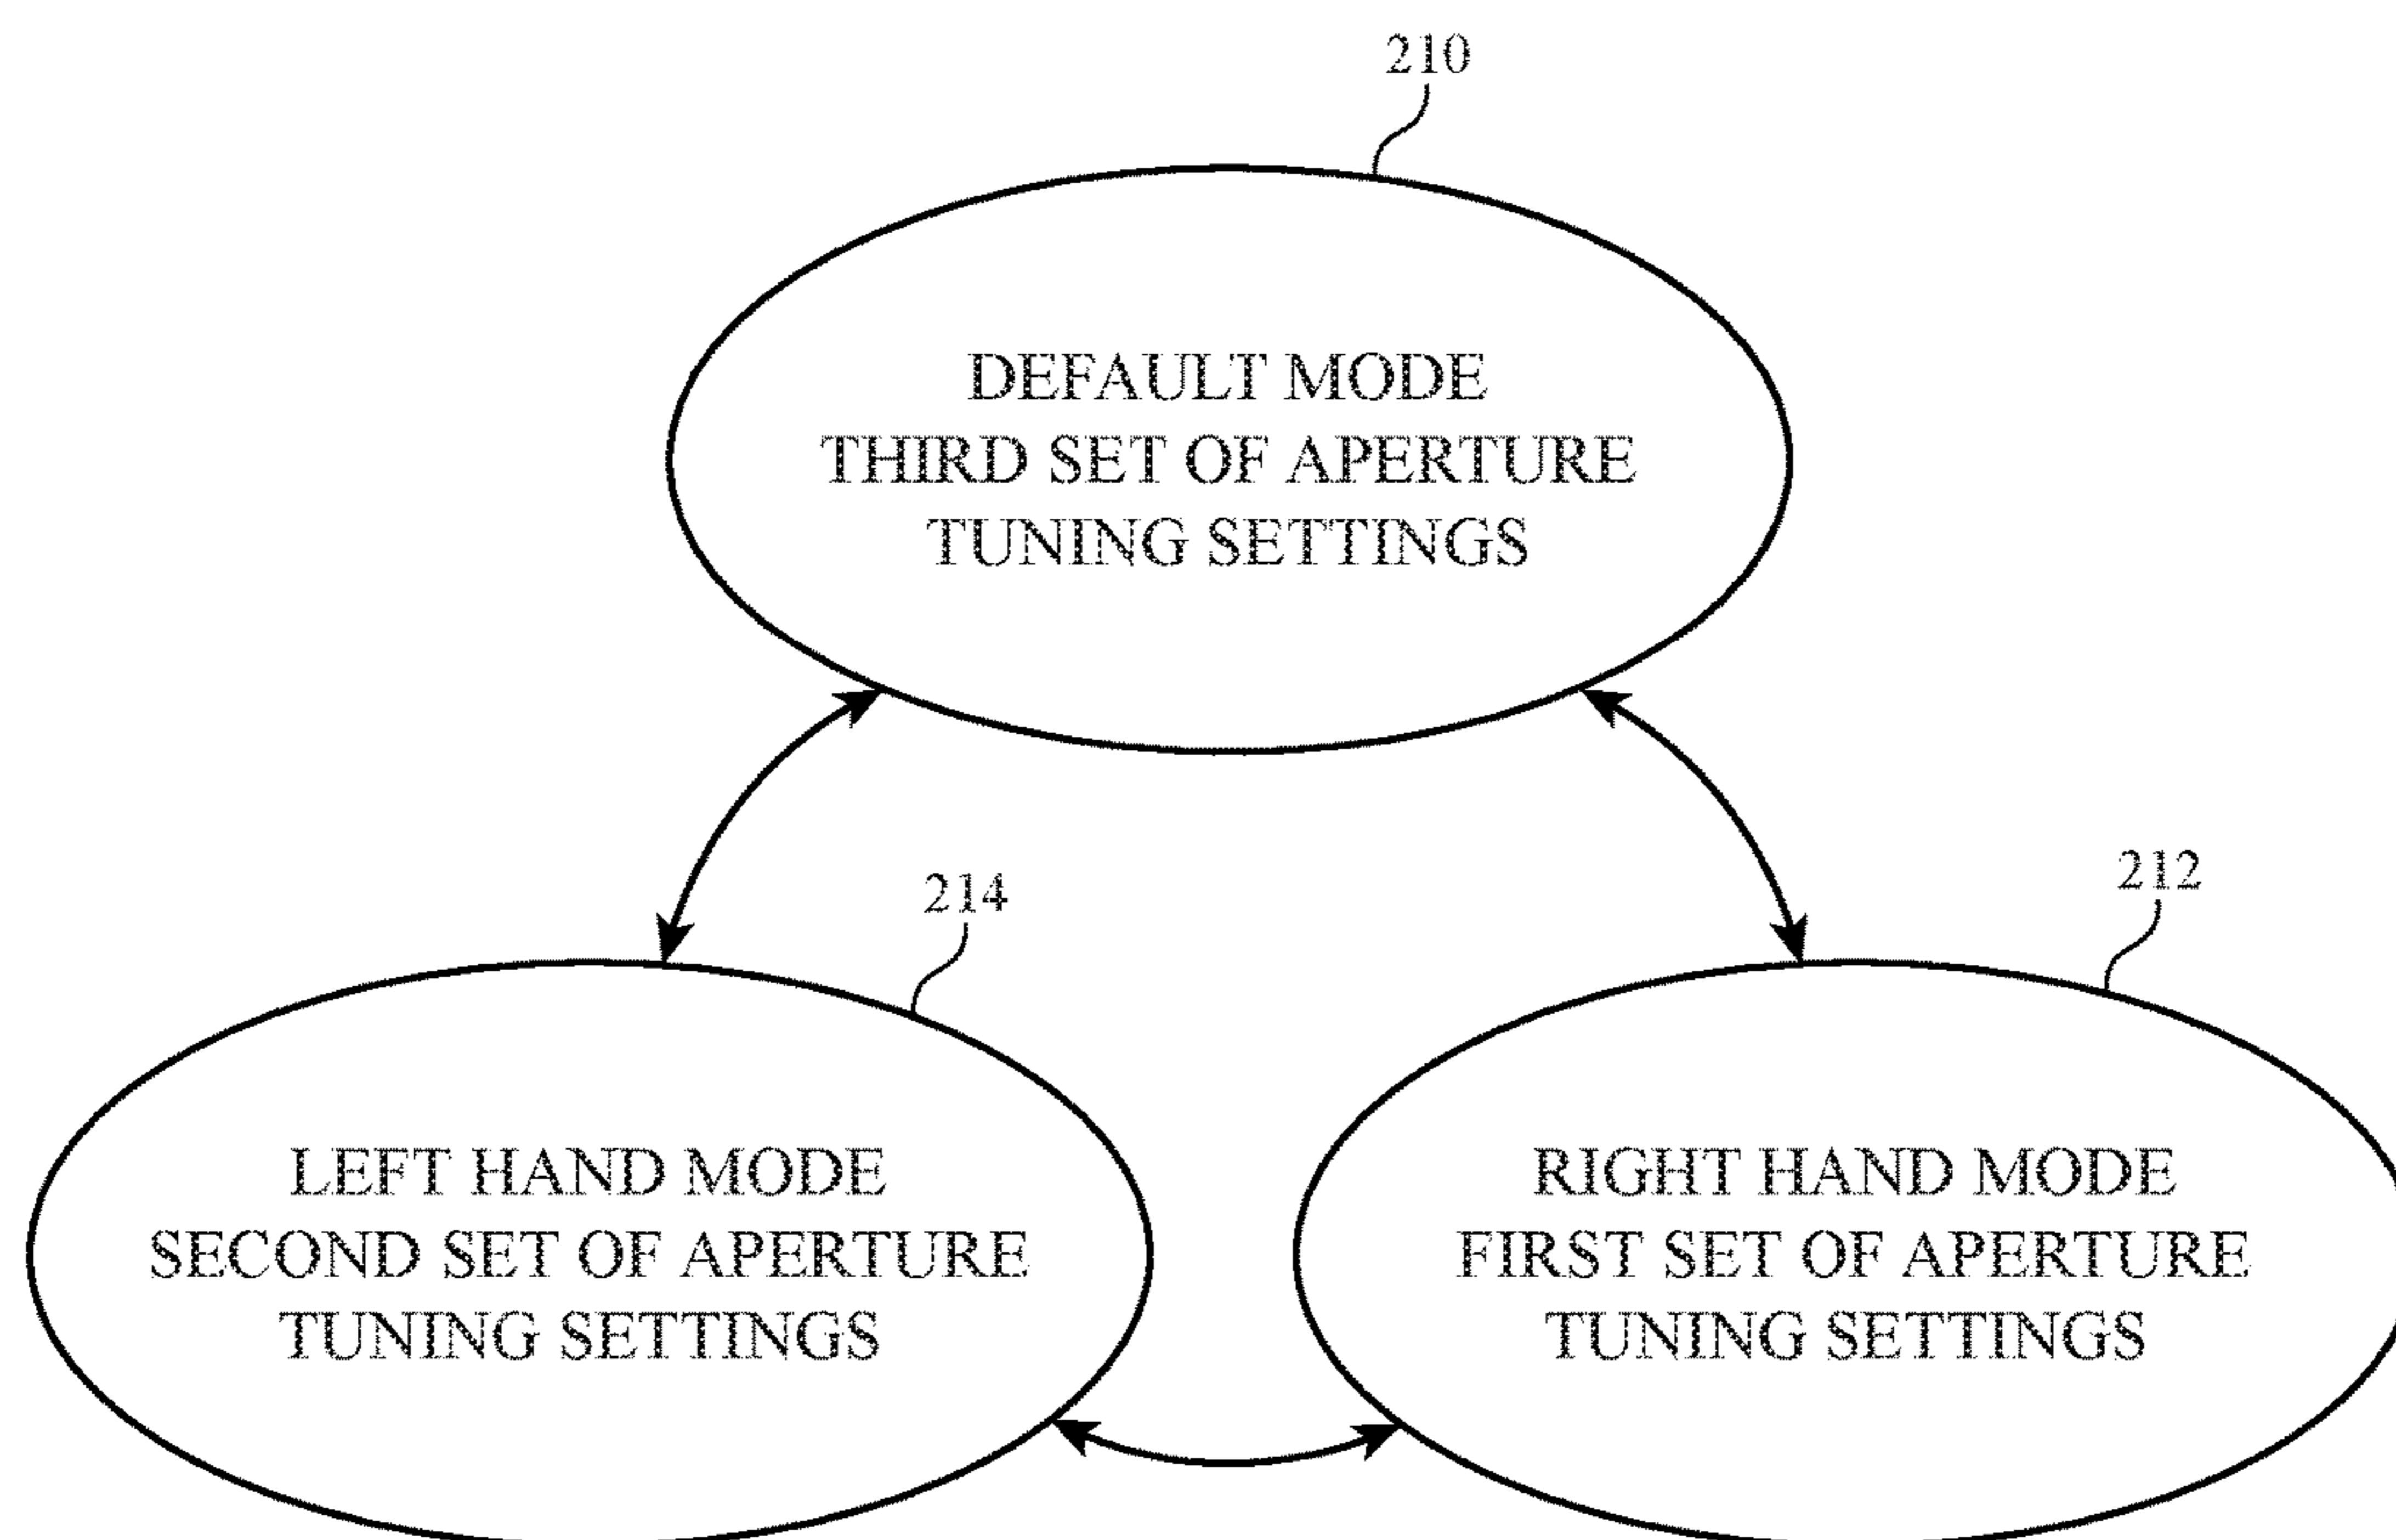 210
DEFAULT MODE
THIRD SET OF APERTURE
TUNING SETTINGS
214
212
LEFT HAND MODE
SECOND SET OF APERTURE
TUNING SETTINGS
RIGHT HAND MODE
FIRST SET OF APERTURE
TUNING SETTINGS